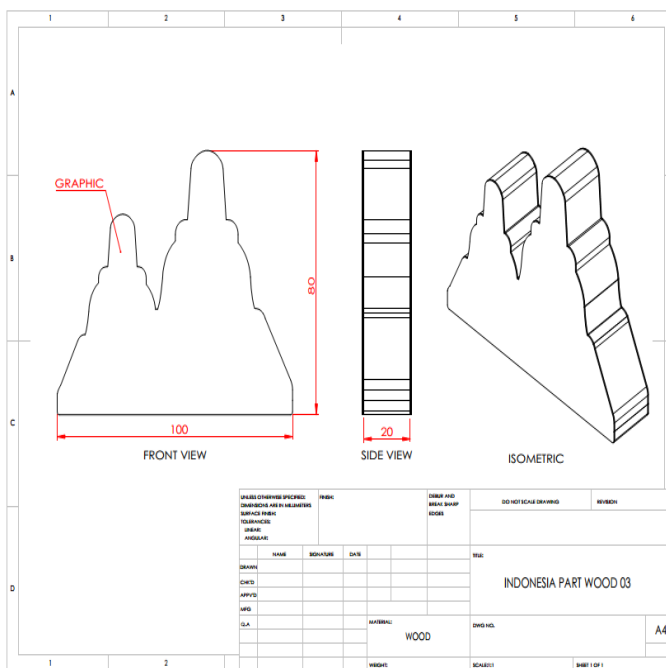 1 2 3 4 5 6
A
B
C
D
GRAPHIC
80
100
20
FRONT VIEW
SIDE VIEW
ISOMETRIC
UNLESS OTHERWISE SPECIFIED:
DIMENSIONS ARE IN MILLIMETERS
SURFACE FINISH:
TOLERANCES:
LINEAR:
ANGULAR:
FINISH:
DEBUR AND
BREAK SHARP
EDGES
DO NOT SCALE DRAWING
REVISION
NAME SIGNATURE DATE
DRAWN
CHK'D
APPV'D
MFG
Q.A
TITLE:
INDONESIA PART WOOD 03
MATERIAL:
WOOD
DWG NO.
A4
WEIGHT:
SCALE:1:1
SHEET 1 OF 1
1 2